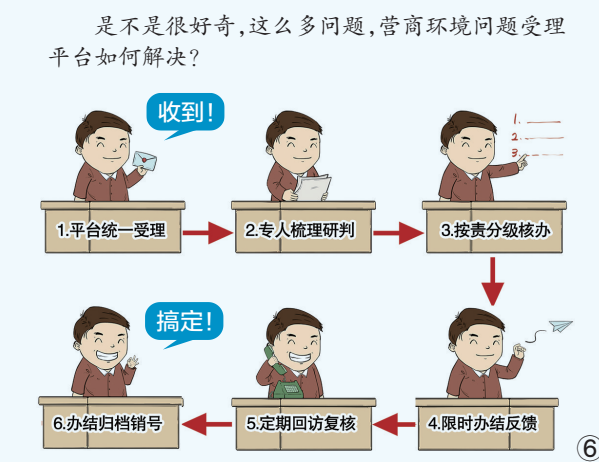 是不是很好奇,这么多问题,营商环境问题受理
平台如何解决?
收到!
1.
2.
3.
1.平台统一受理
2.专人梳理研判
3.按责分级核办
搞定!
6.办结归档销号
5.定期回访复核
4.限时办结反馈
⑥